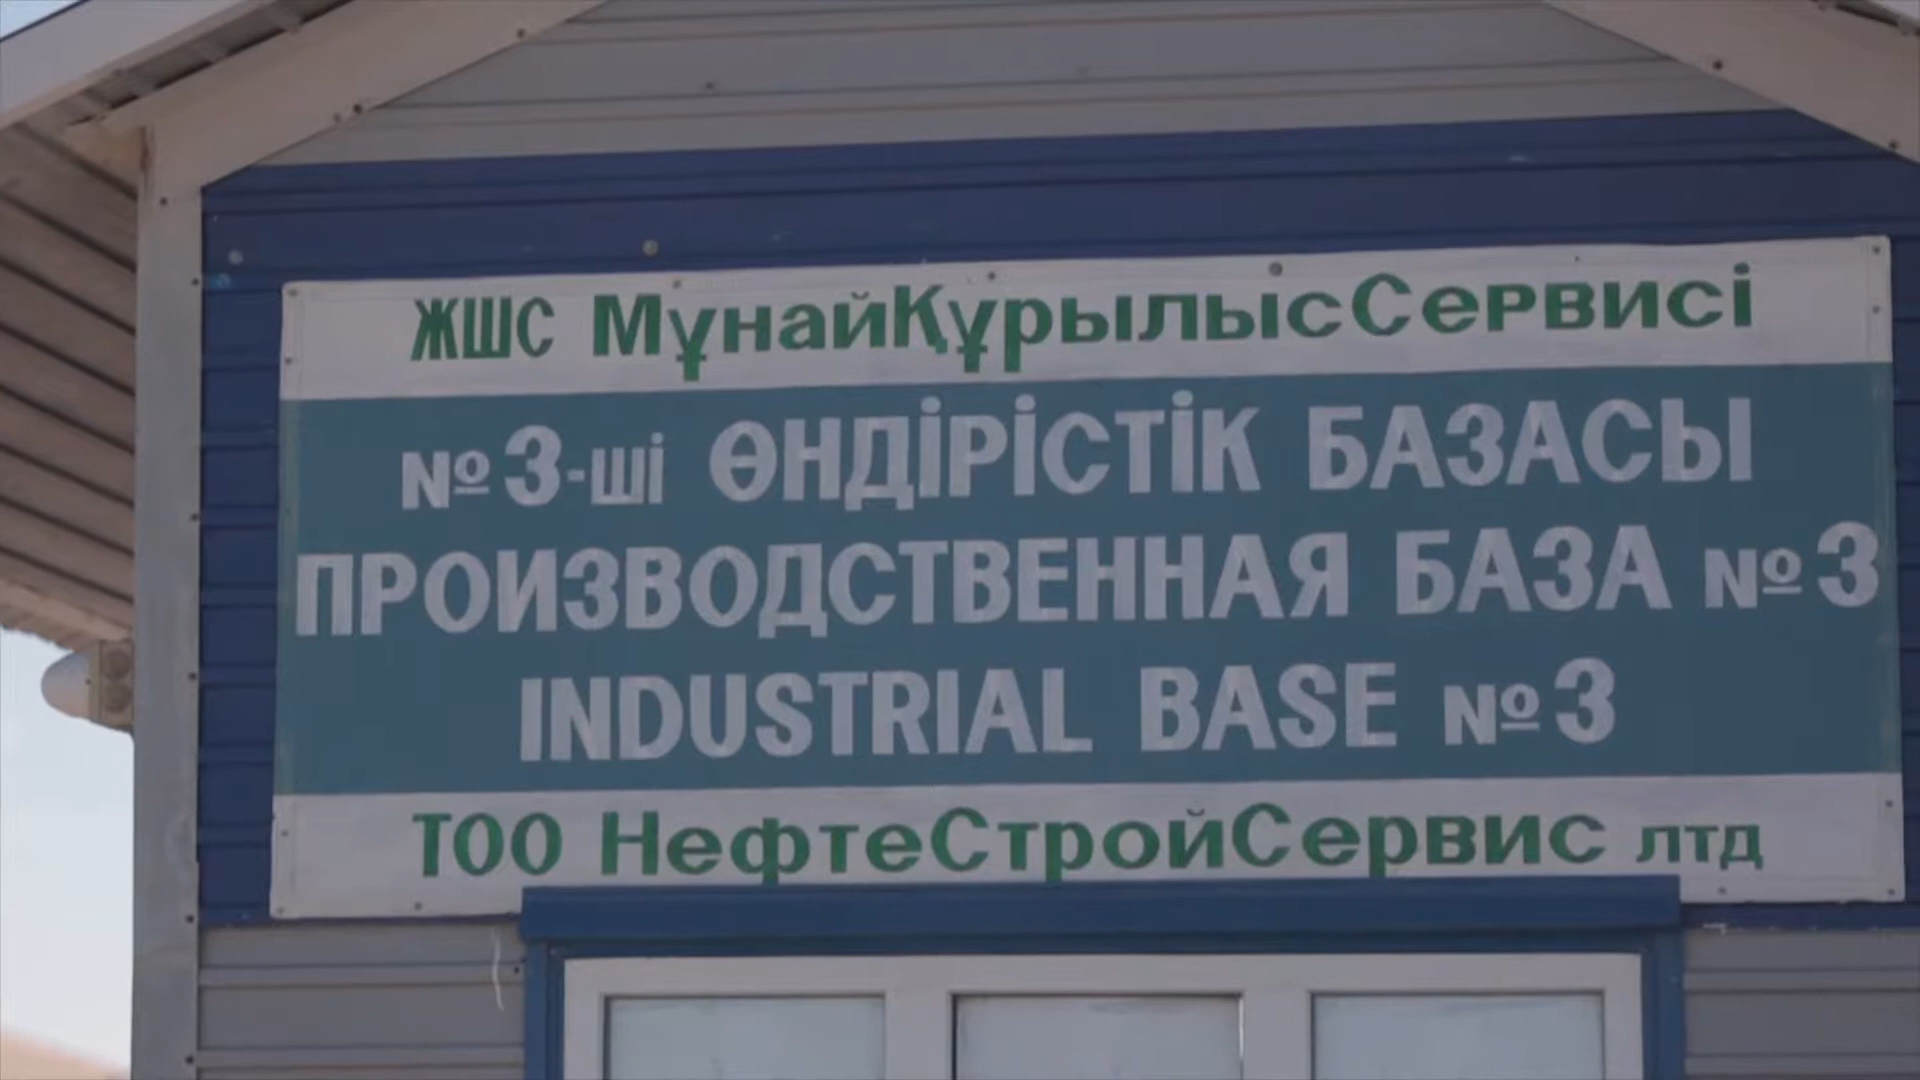 ЖШС МұнайҚұрылысСервисі
№3-ші ӨНДІРІСТІК БАЗАСЫ
ПРОИЗВОДСТВЕННАЯ БАЗА №3
INDUSTRIAL BASE №3
ТОО НефтеСтройСервис лтд